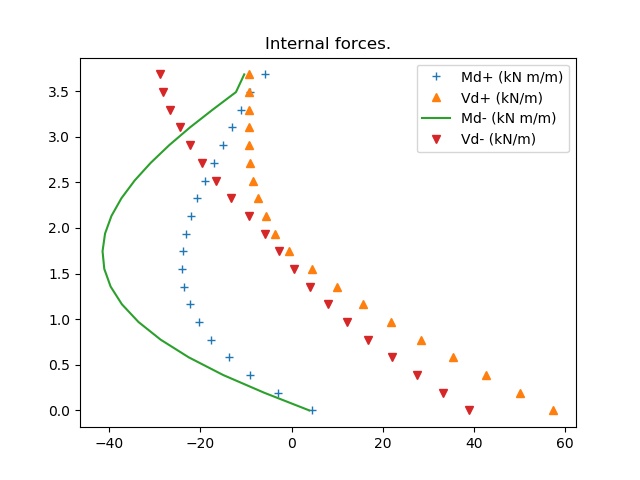 Internal forces.
Md+ (kN m/m)
Vd+ (kN/m)
Md- (kN m/m)
Vd- (kN/m)
3.5
3.0
2.5
2.0
1.5
1.0
0.5
0.0
−40 −20 0 20 40 60